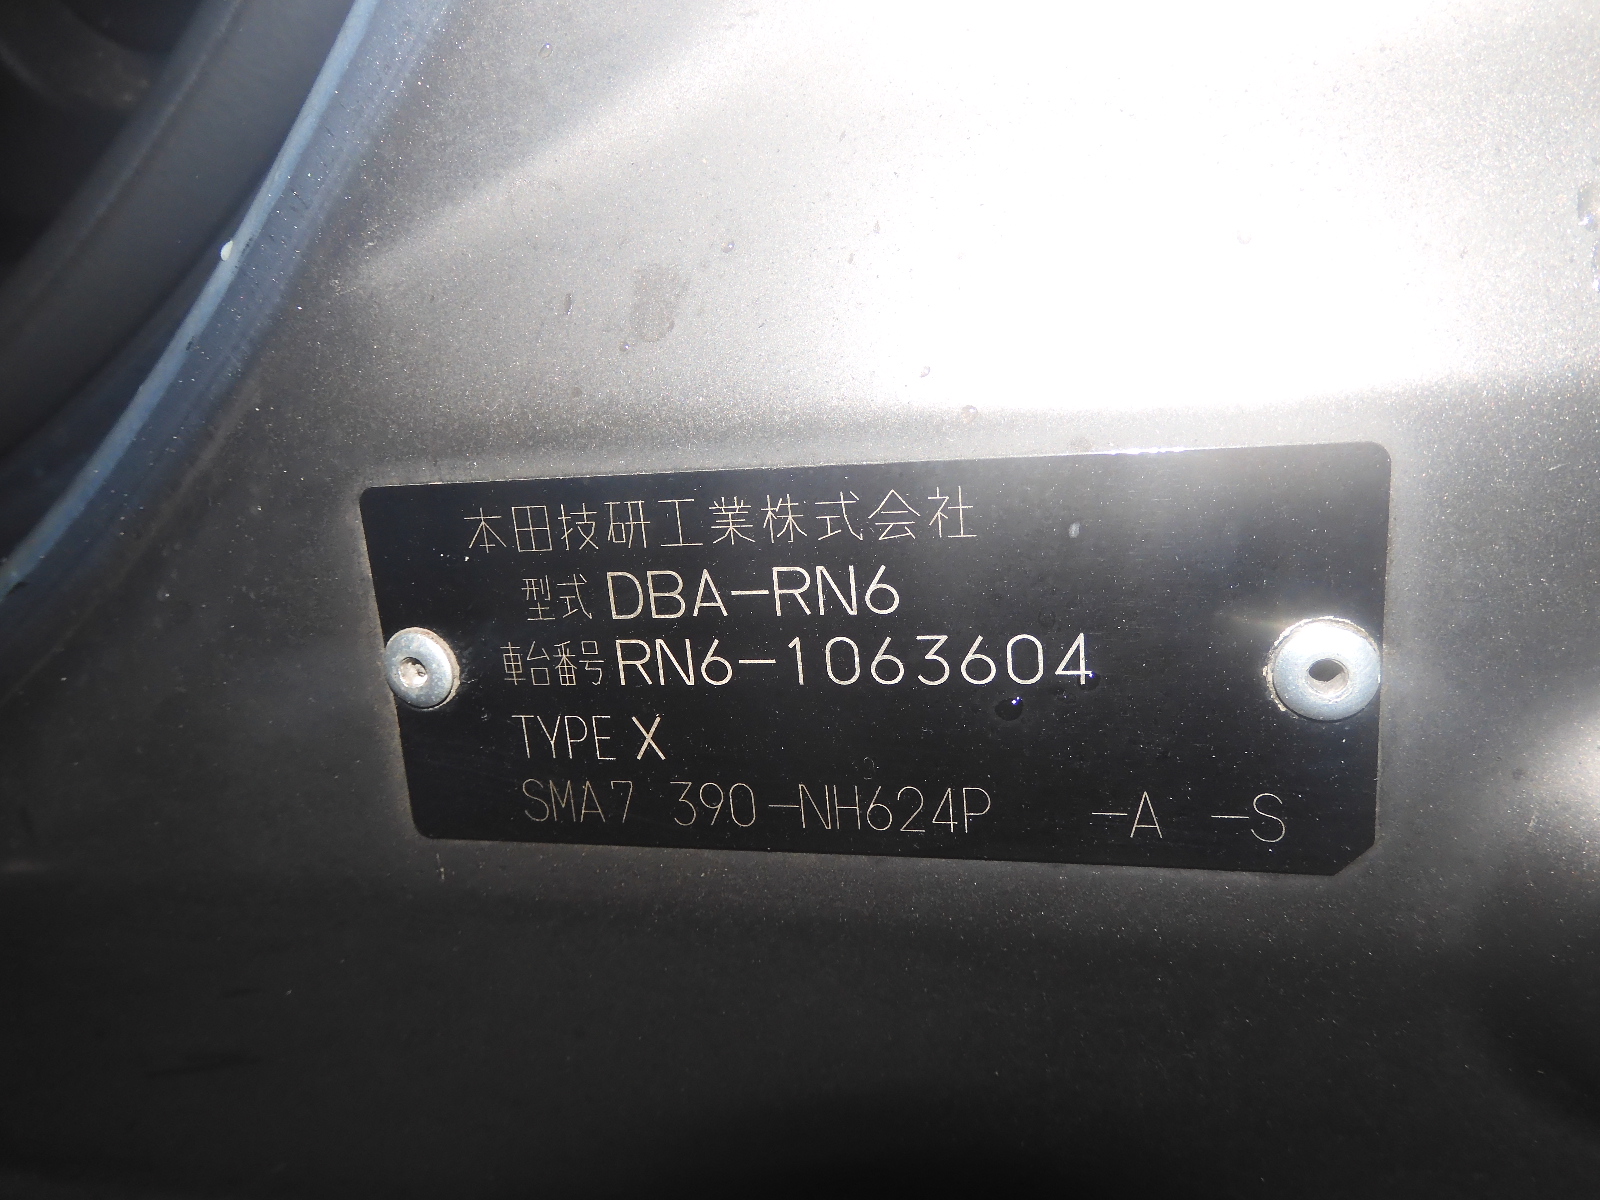 本田技研工業株式会社
型式 DBA-RN6
車台番号 RN6-1063604
TYPE X
SMA7 390-NH624P -A -S